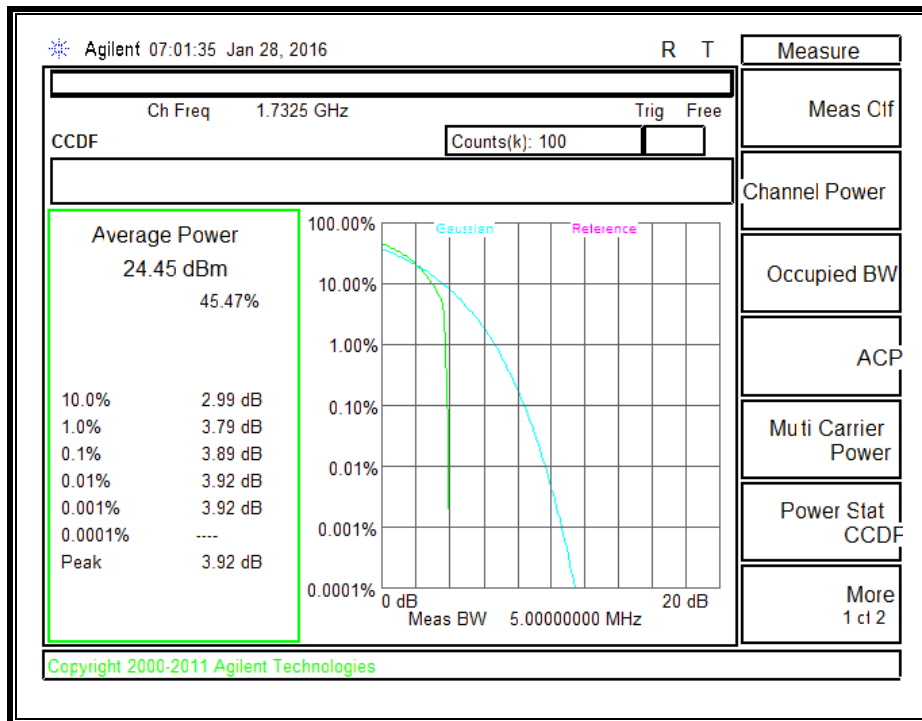 Agilent 07:01:35 Jan 28, 2016 R T
Measure
Ch Freq 1.7325 GHz Trig Free
CCDF Counts(k): 100
Average Power
24.45 dBm
45.47%
10.0% 2.99 dB
1.0% 3.79 dB
0.1% 3.89 dB
0.01% 3.92 dB
0.001% 3.92 dB
0.0001% ----
Peak 3.92 dB
Gaussian Reference
100.00%
10.00%
1.00%
0.10%
0.01%
0.001%
0.0001%
0 dB 20 dB
Meas BW 5.00000000 MHz
Meas Off
Channel Power
Occupied BW
ACP
Multi Carrier
Power
Power Stat
CCDF
More
1 of 2
Copyright 2000-2011 Agilent Technologies